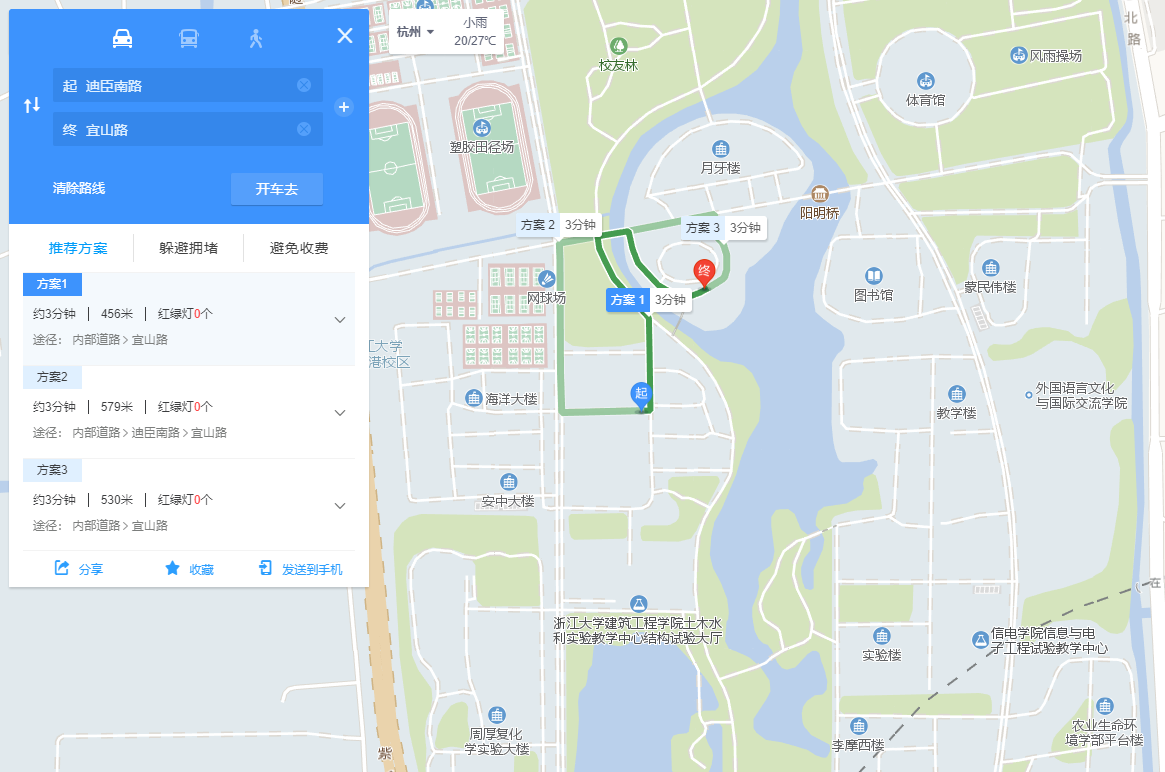 起 迪臣南路
终 宜山路
清除路线
开车去
推荐方案
躲避拥堵
避免收费
方案1
约3分钟 | 456米 | 红绿灯0个
途径: 内部道路 > 宜山路
方案2
约3分钟 | 579米 | 红绿灯0个
途径: 内部道路 > 迪臣南路 > 宜山路
方案3
约3分钟 | 530米 | 红绿灯0个
途径: 内部道路 > 宜山路
分享
收藏
发送到手机
杭州
小雨
20/27℃
校友林
北
路
风雨操场
体育馆
塑胶田径场
月牙楼
阳明桥
方案 2 3分钟
方案 3 3分钟
终
网球场
方案 1 3分钟
图书馆
蒙民伟楼
江大学
港校区
起
海洋大楼
教学楼
外国语言文化
与国际交流学院
安中大楼
在
浙江大学建筑工程学院土木水
利实验教学中心结构试验大厅
实验楼
信电学院信息与电
子工程试验教学中心
周厚复化
学实验大楼
紫
李摩西楼
农业生命环
境学部平台楼